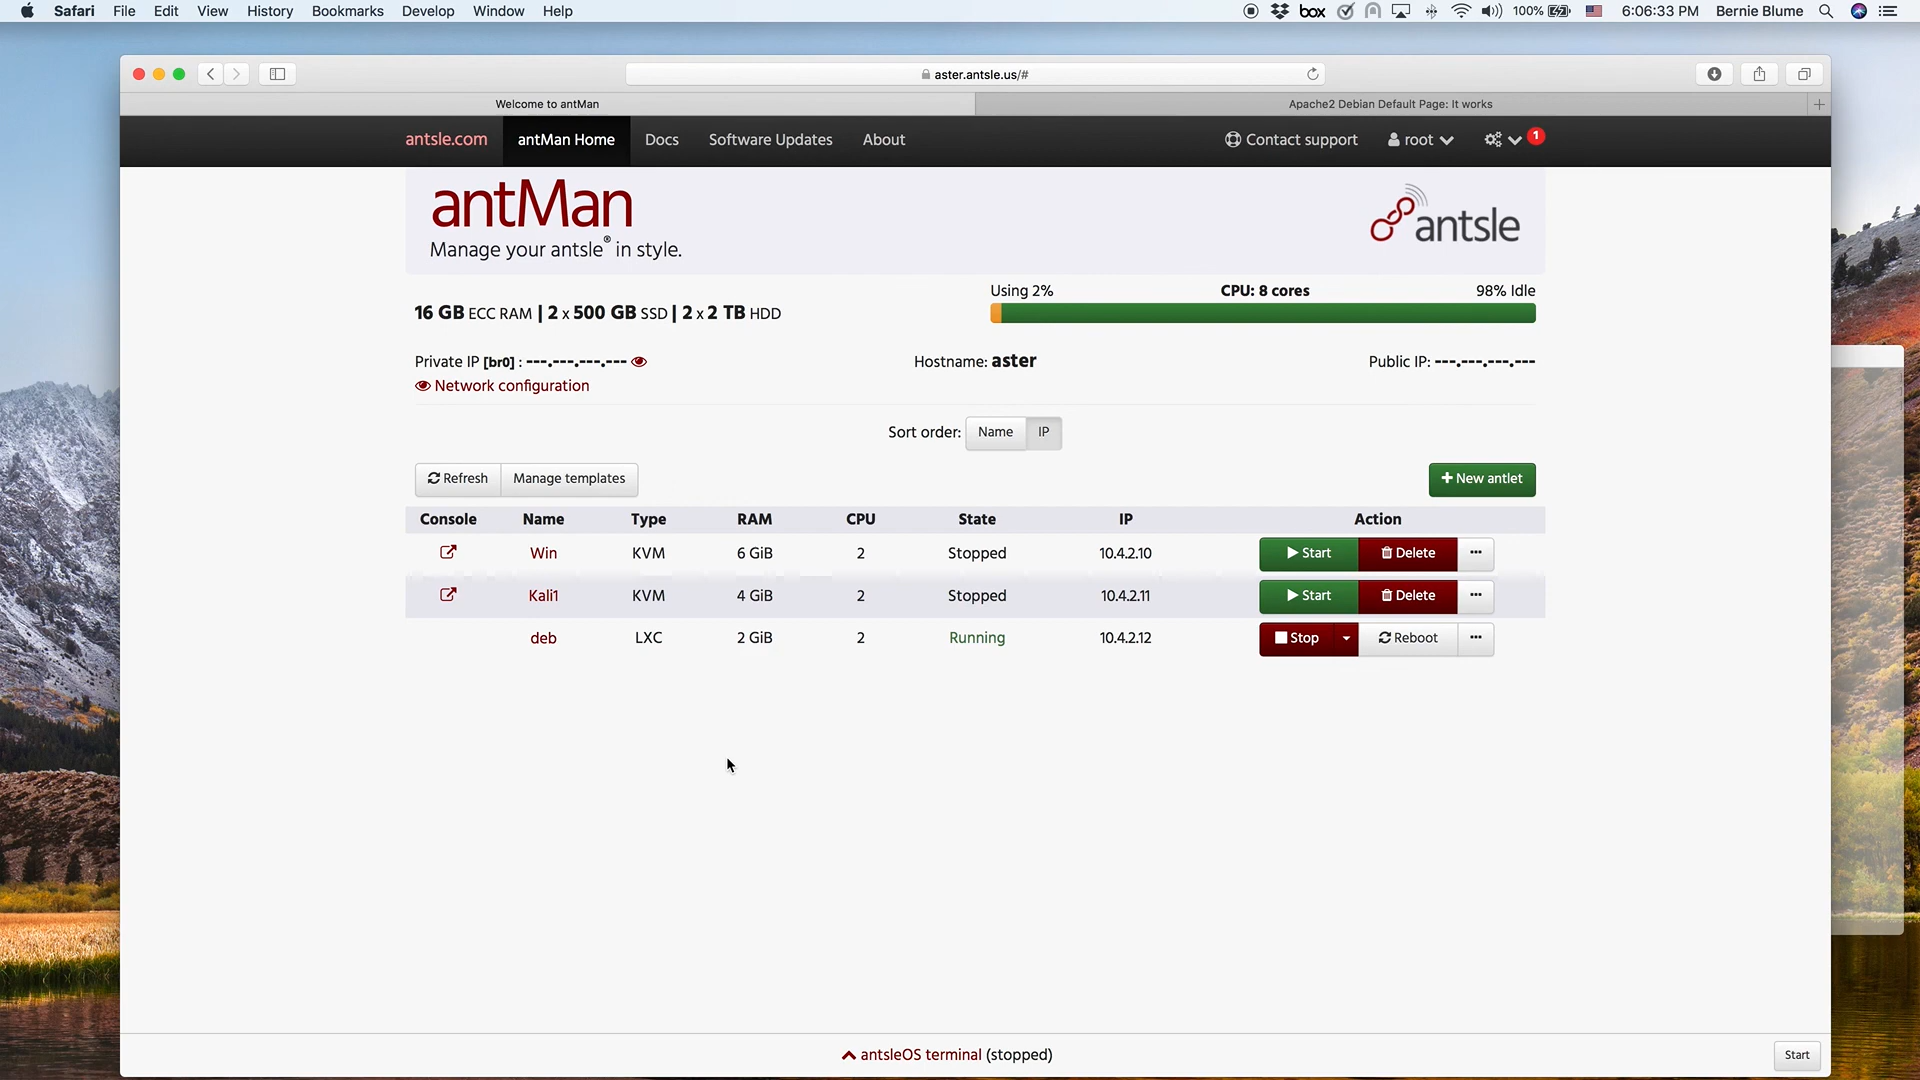 Safari File Edit View History Bookmarks Develop Window Help box 100% 6:06:33 PM Bernie Blume
aster.antsle.us/#
Welcome to antMan Apache2 Debian Default Page: It works
antsle.com antMan Home Docs Software Updates About Contact support root 1
antMan
Manage your antsle® in style.
antsle
Using 2% CPU: 8 cores 98% Idle
16 GB ECC RAM | 2 x 500 GB SSD | 2 x 2 TB HDD
Private IP [br0] : ---.---.---.--- Hostname: aster Public IP: ---.---.---.---
Network configuration
Sort order: Name IP
Refresh Manage templates + New antlet
Console Name Type RAM CPU State IP Action
Win KVM 6 GiB 2 Stopped 10.4.2.10 Start Delete ...
Kali1 KVM 4 GiB 2 Stopped 10.4.2.11 Start Delete ...
deb LXC 2 GiB 2 Running 10.4.2.12 Stop Reboot ...
antsleOS terminal (stopped) Start